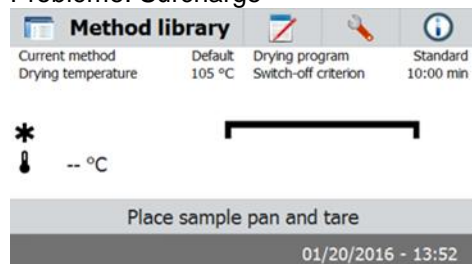 Problème: Surcharge
Method library
Current method Default Drying program Standard
Drying temperature 105 °C Switch-off criterion 10:00 min
-- °C
Place sample pan and tare
01/20/2016 - 13:52